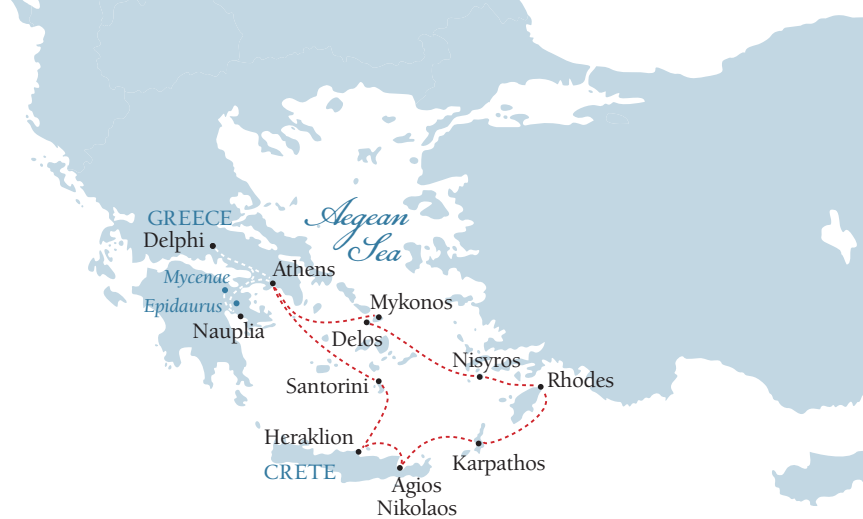 GREECE
Delphi
Aegean
Sea
Athens
Mycenae
Epidaurus
Nauplia
Mykonos
Delos
Nisyros
Santorini
Rhodes
Heraklion
CRETE
Karpathos
Agios
Nikolaos